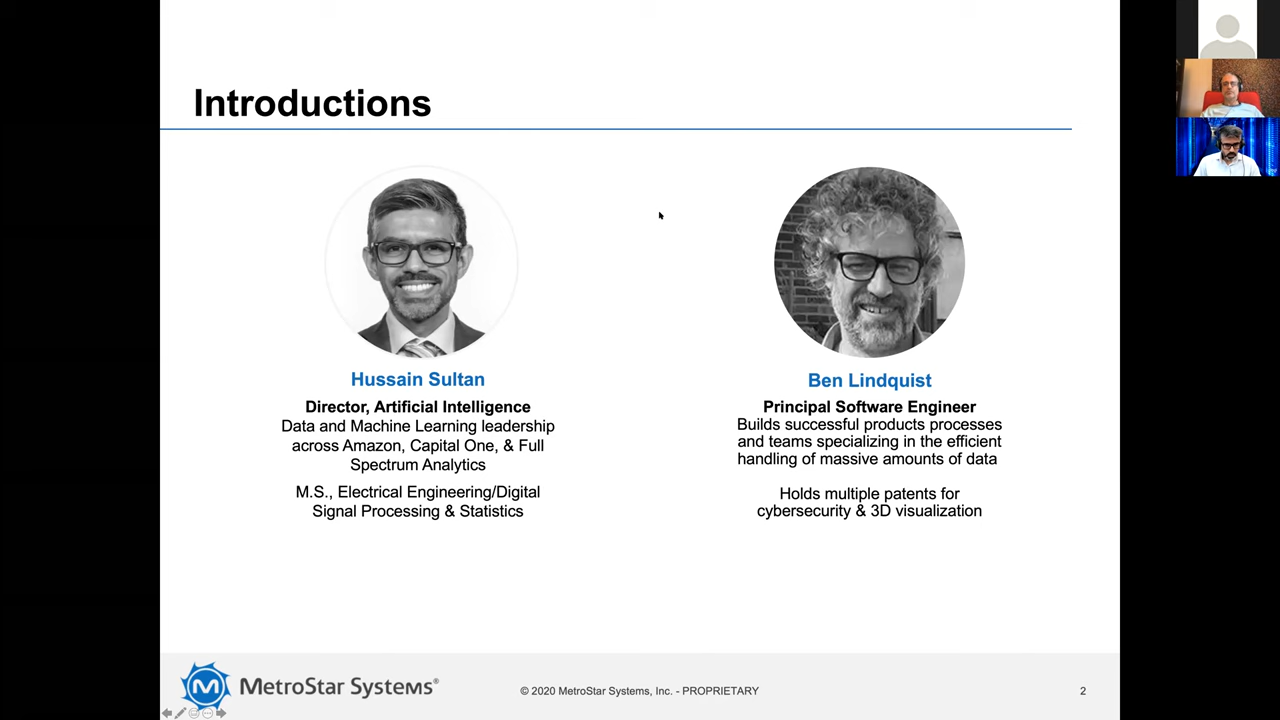 Introductions
Hussain Sultan
Director, Artificial Intelligence
Data and Machine Learning leadership
across Amazon, Capital One, & Full
Spectrum Analytics
M.S., Electrical Engineering/Digital
Signal Processing & Statistics
Ben Lindquist
Principal Software Engineer
Builds successful products processes
and teams specializing in the efficient
handling of massive amounts of data
Holds multiple patents for
cybersecurity & 3D visualization
M MetroStar Systems®
© 2020 MetroStar Systems, Inc. - PROPRIETARY
2